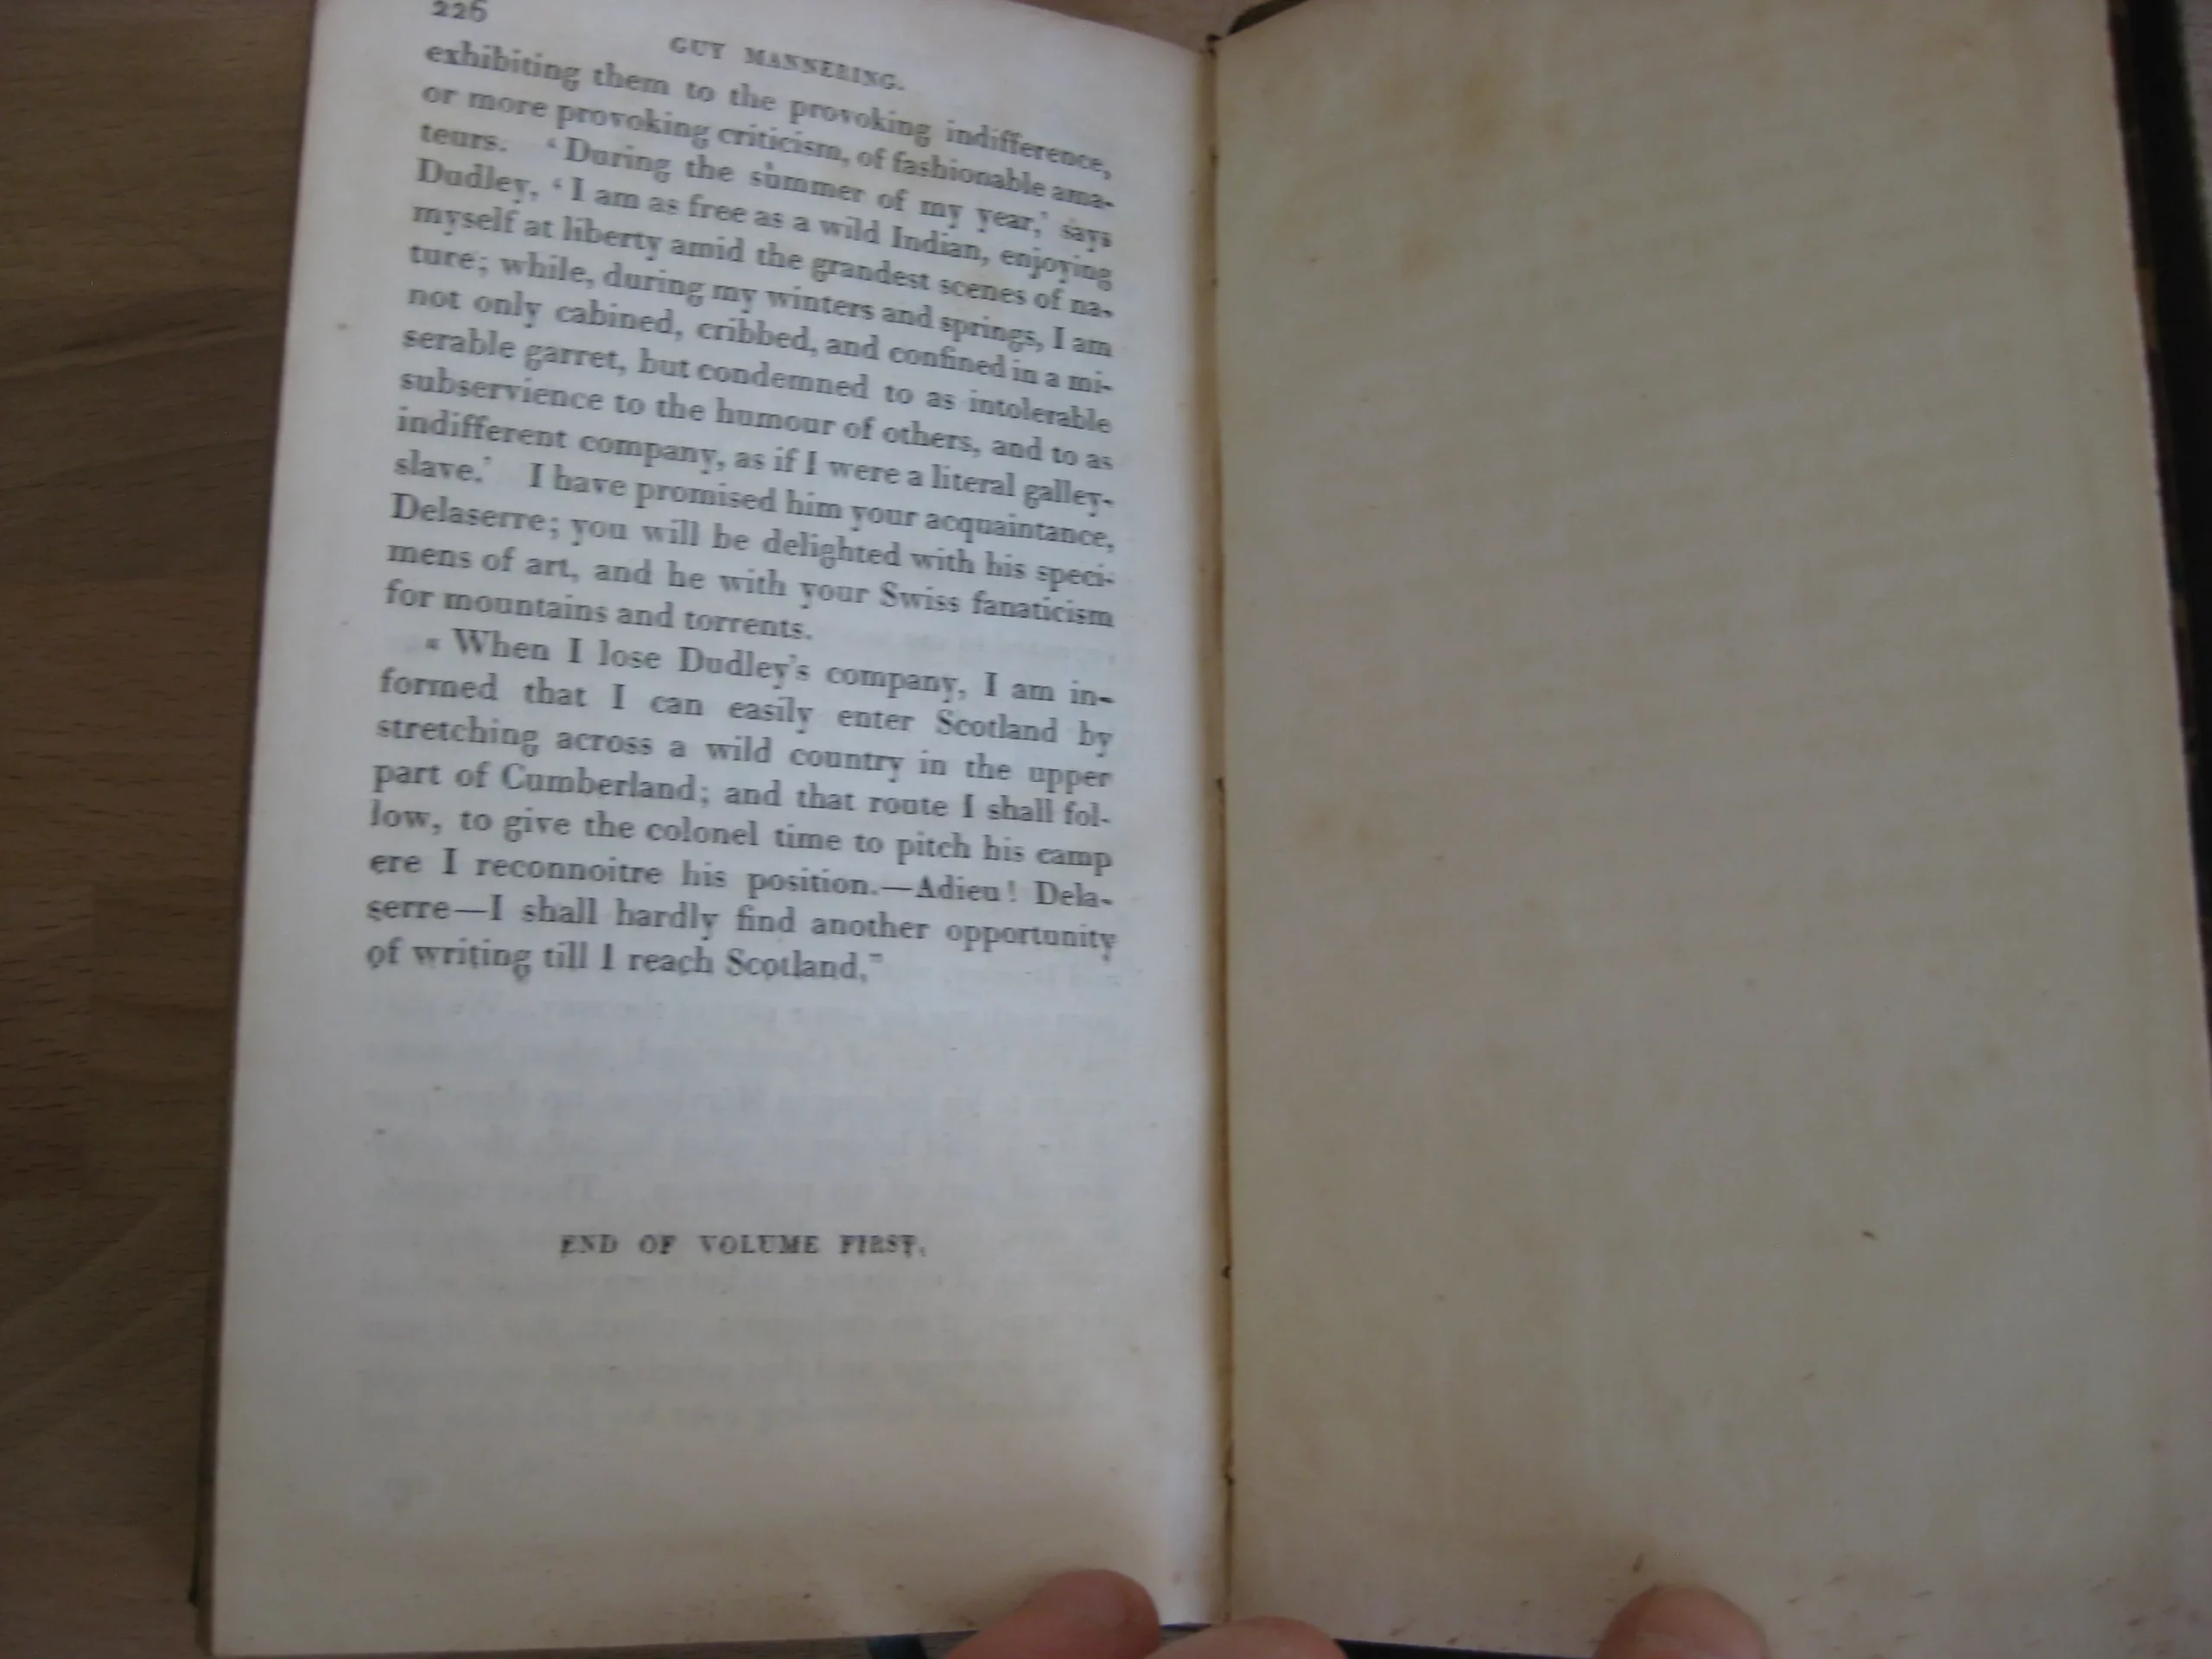 226
GUY MANNERING.
exhibiting them to the provoking indifference,
or more provoking criticism, of fashionable ama-
teurs. ‘During the summer of my year,’ says
Dudley, ‘I am as free as a wild Indian, enjoying
myself at liberty amid the grandest scenes of na-
ture; while, during my winters and springs, I am
not only cabined, cribbed, and confined in a mi-
serable garret, but condemned to as intolerable
subservience to the humour of others, and to as
indifferent company, as if I were a literal galley-
slave.’ I have promised him your acquaintance,
Delaserre; you will be delighted with his speci-
mens of art, and he with your Swiss fanaticism
for mountains and torrents.
“When I lose Dudley's company, I am in-
formed that I can easily enter Scotland by
stretching across a wild country in the upper
part of Cumberland; and that route I shall fol-
low, to give the colonel time to pitch his camp
ere I reconnoitre his position.—Adieu! Dela-
serre—I shall hardly find another opportunity
of writing till I reach Scotland.”
END OF VOLUME FIRST.